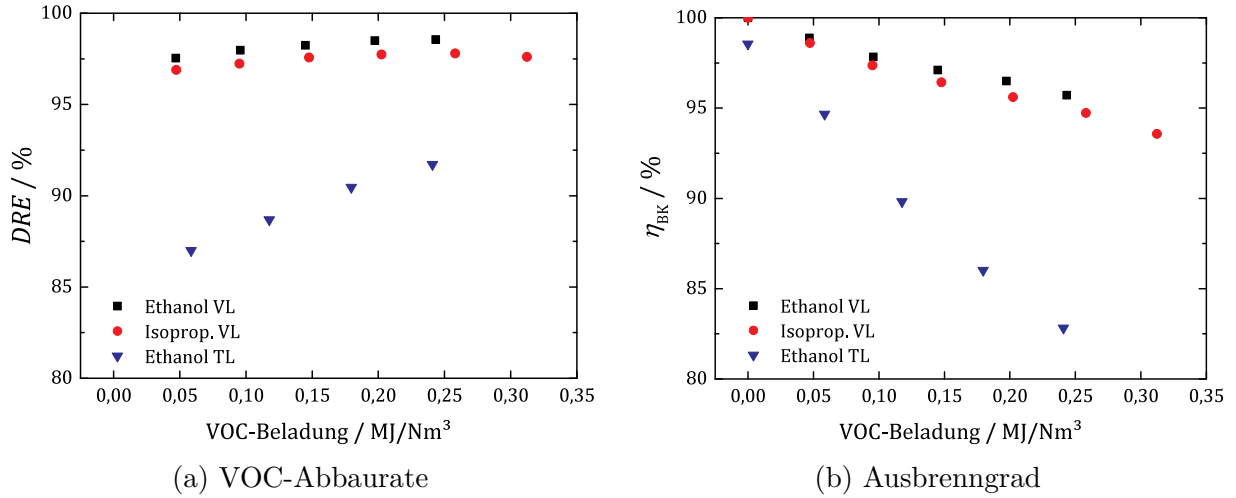 100
95
90
85
80
DRE / %
Ethanol VL
Isoprop. VL
Ethanol TL
0,00 0,05 0,10 0,15 0,20 0,25 0,30 0,35
VOC-Beladung / MJ/Nm³
(a) VOC-Abbaurate
100
95
90
85
80
η_BK / %
Ethanol VL
Isoprop. VL
Ethanol TL
0,00 0,05 0,10 0,15 0,20 0,25 0,30 0,35
VOC-Beladung / MJ/Nm³
(b) Ausbrenngrad